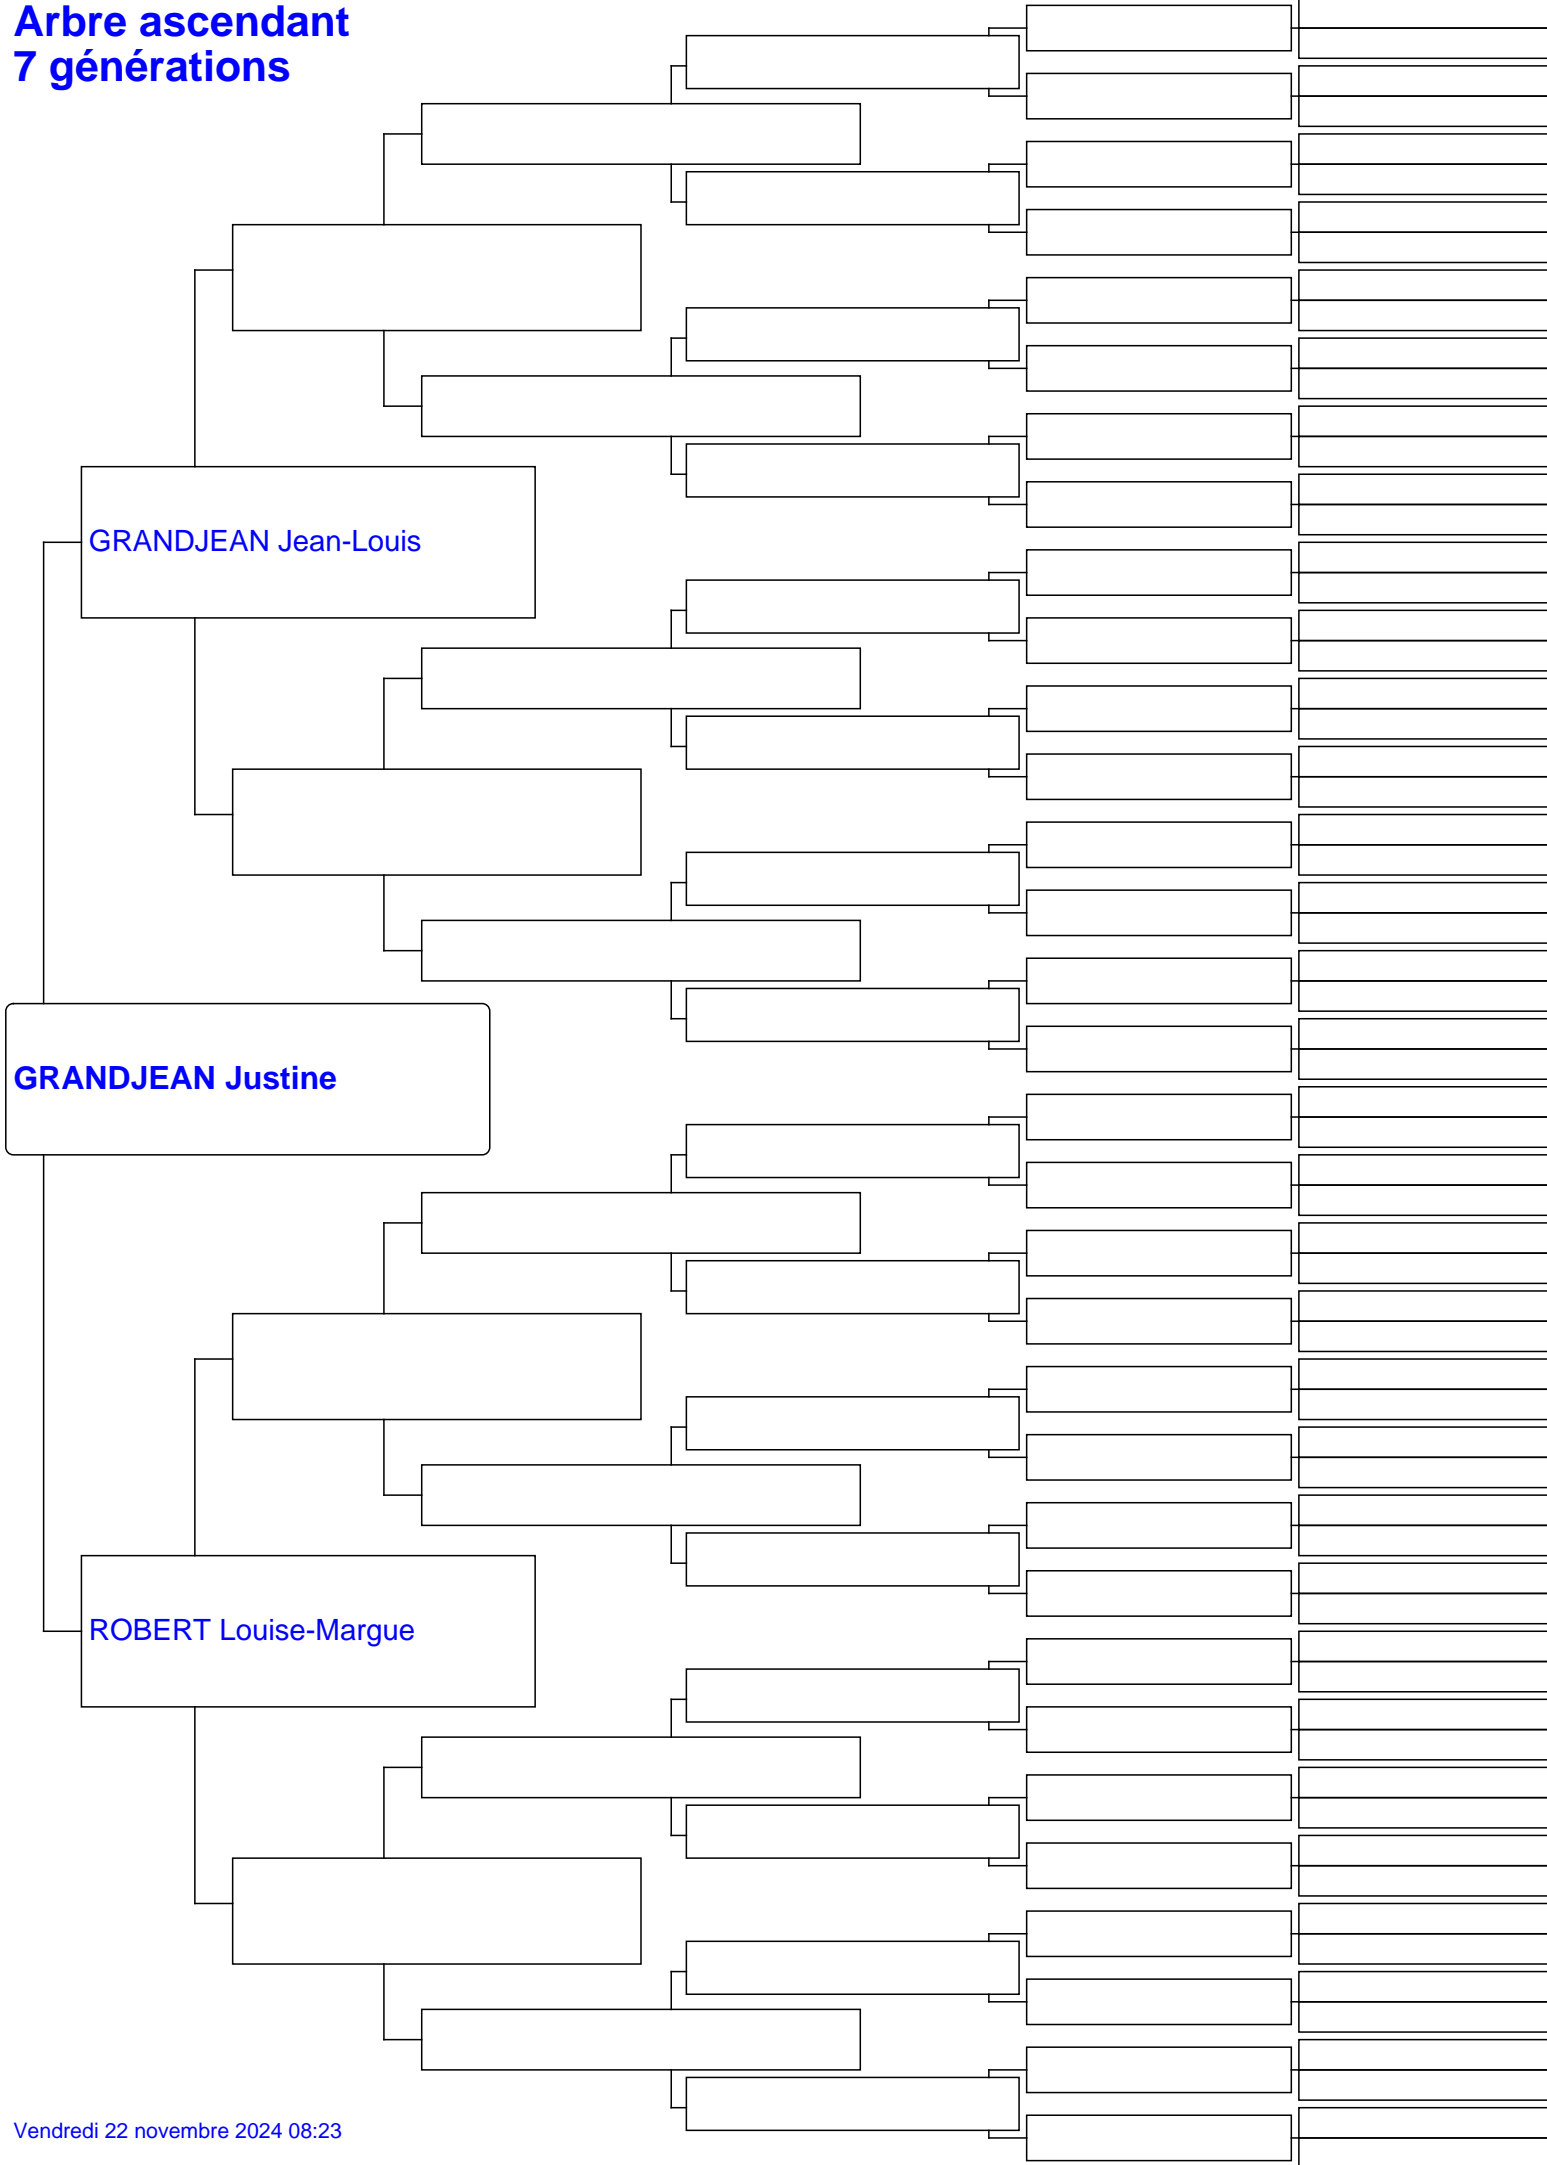 Arbre ascendant
7 générations
GRANDJEAN Jean-Louis
GRANDJEAN Justine
ROBERT Louise-Margue
Vendredi 22 novembre 2024 08:23